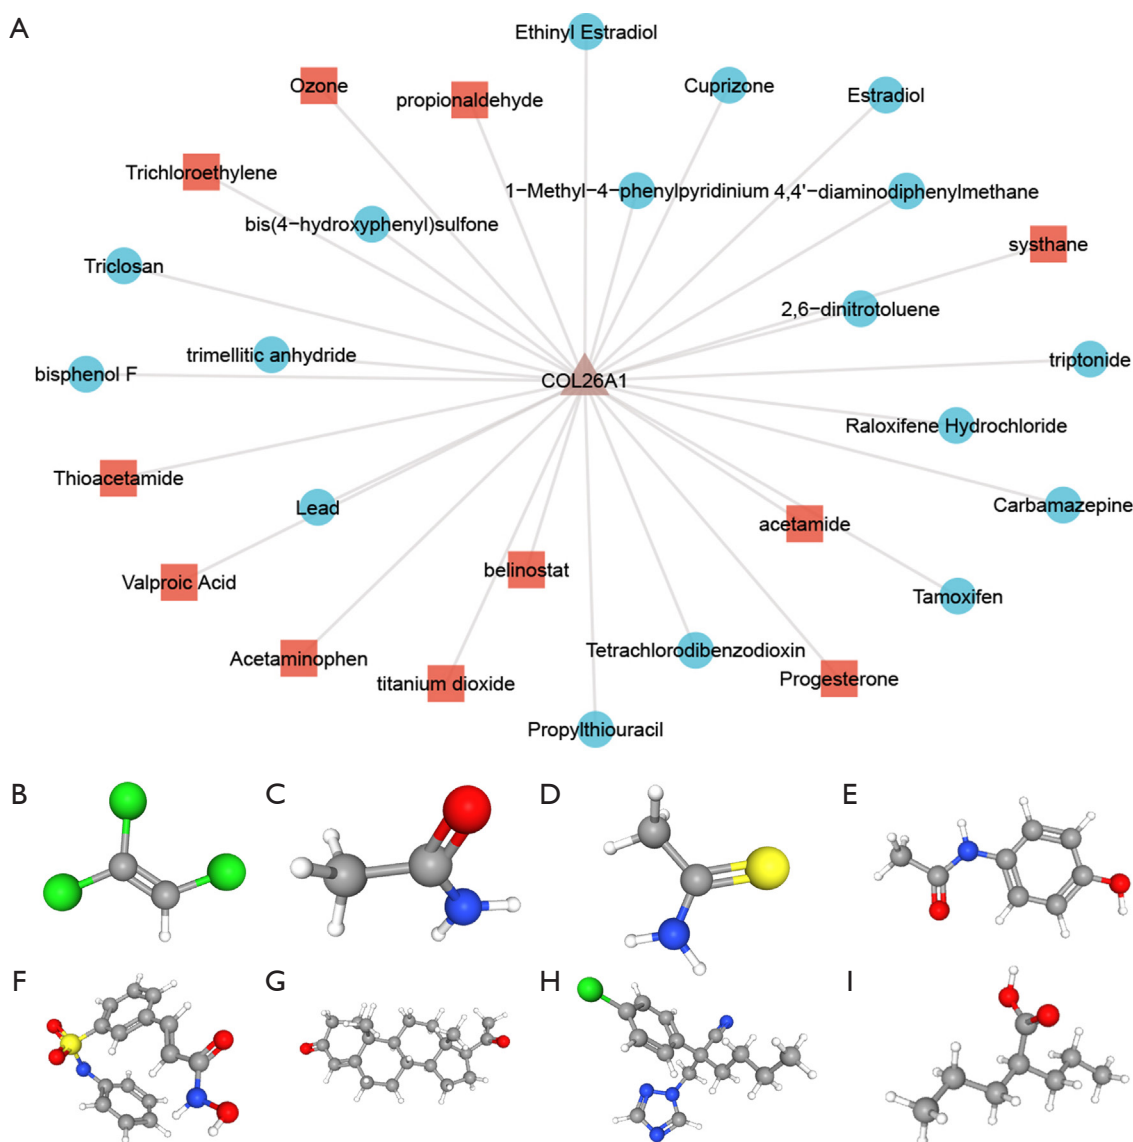 A
Ethinyl Estradiol
Ozone
propionaldehyde
Cuprizone
Estradiol
Trichloroethylene
1−Methyl−4−phenylpyridinium
4,4'−diaminodiphenylmethane
bis(4−hydroxyphenyl)sulfone
systhane
Triclosan
2,6−dinitrotoluene
trimellitic anhydride
triptonide
bisphenol F
COL26A1
Raloxifene Hydrochloride
Thioacetamide
Lead
Carbamazepine
acetamide
Valproic Acid
belinostat
Tamoxifen
Acetaminophen
Tetrachlorodibenzodioxin
titanium dioxide
Progesterone
Propylthiouracil
B
C
D
E
F
G
H
I